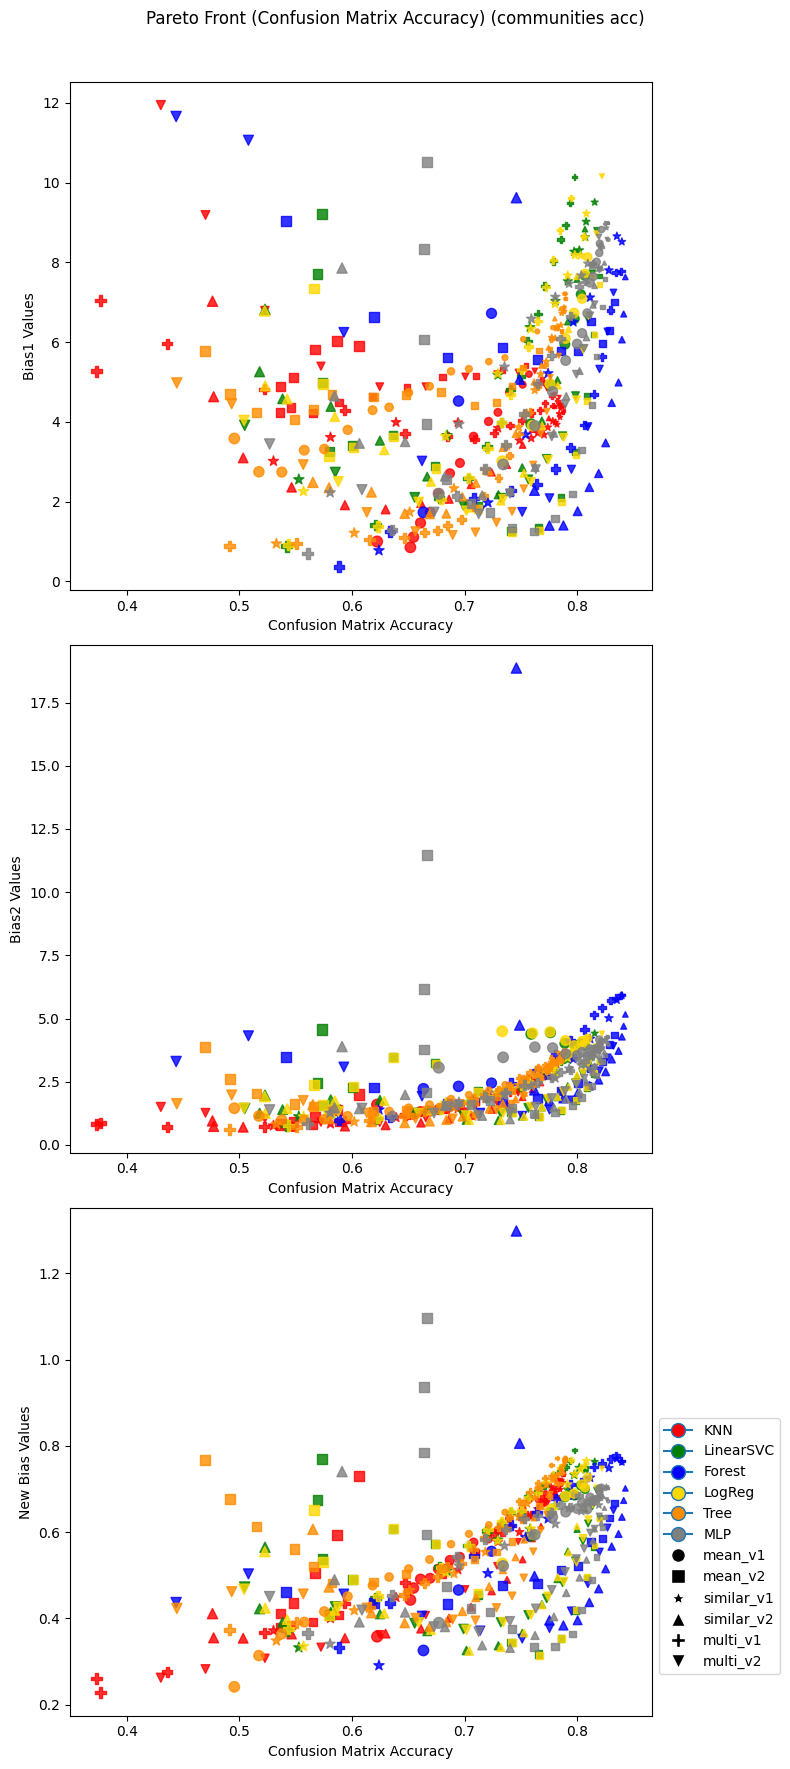 Pareto Front (Confusion Matrix Accuracy) (communities acc)
12
10
8
6
4
2
0
Bias1 Values
0.4 0.5 0.6 0.7 0.8
Confusion Matrix Accuracy
17.5
15.0
12.5
10.0
7.5
5.0
2.5
0.0
Bias2 Values
0.4 0.5 0.6 0.7 0.8
Confusion Matrix Accuracy
1.2
1.0
0.8
0.6
0.4
0.2
New Bias Values
0.4 0.5 0.6 0.7 0.8
Confusion Matrix Accuracy
KNN
LinearSVC
Forest
LogReg
Tree
MLP
mean_v1
mean_v2
similar_v1
similar_v2
multi_v1
multi_v2